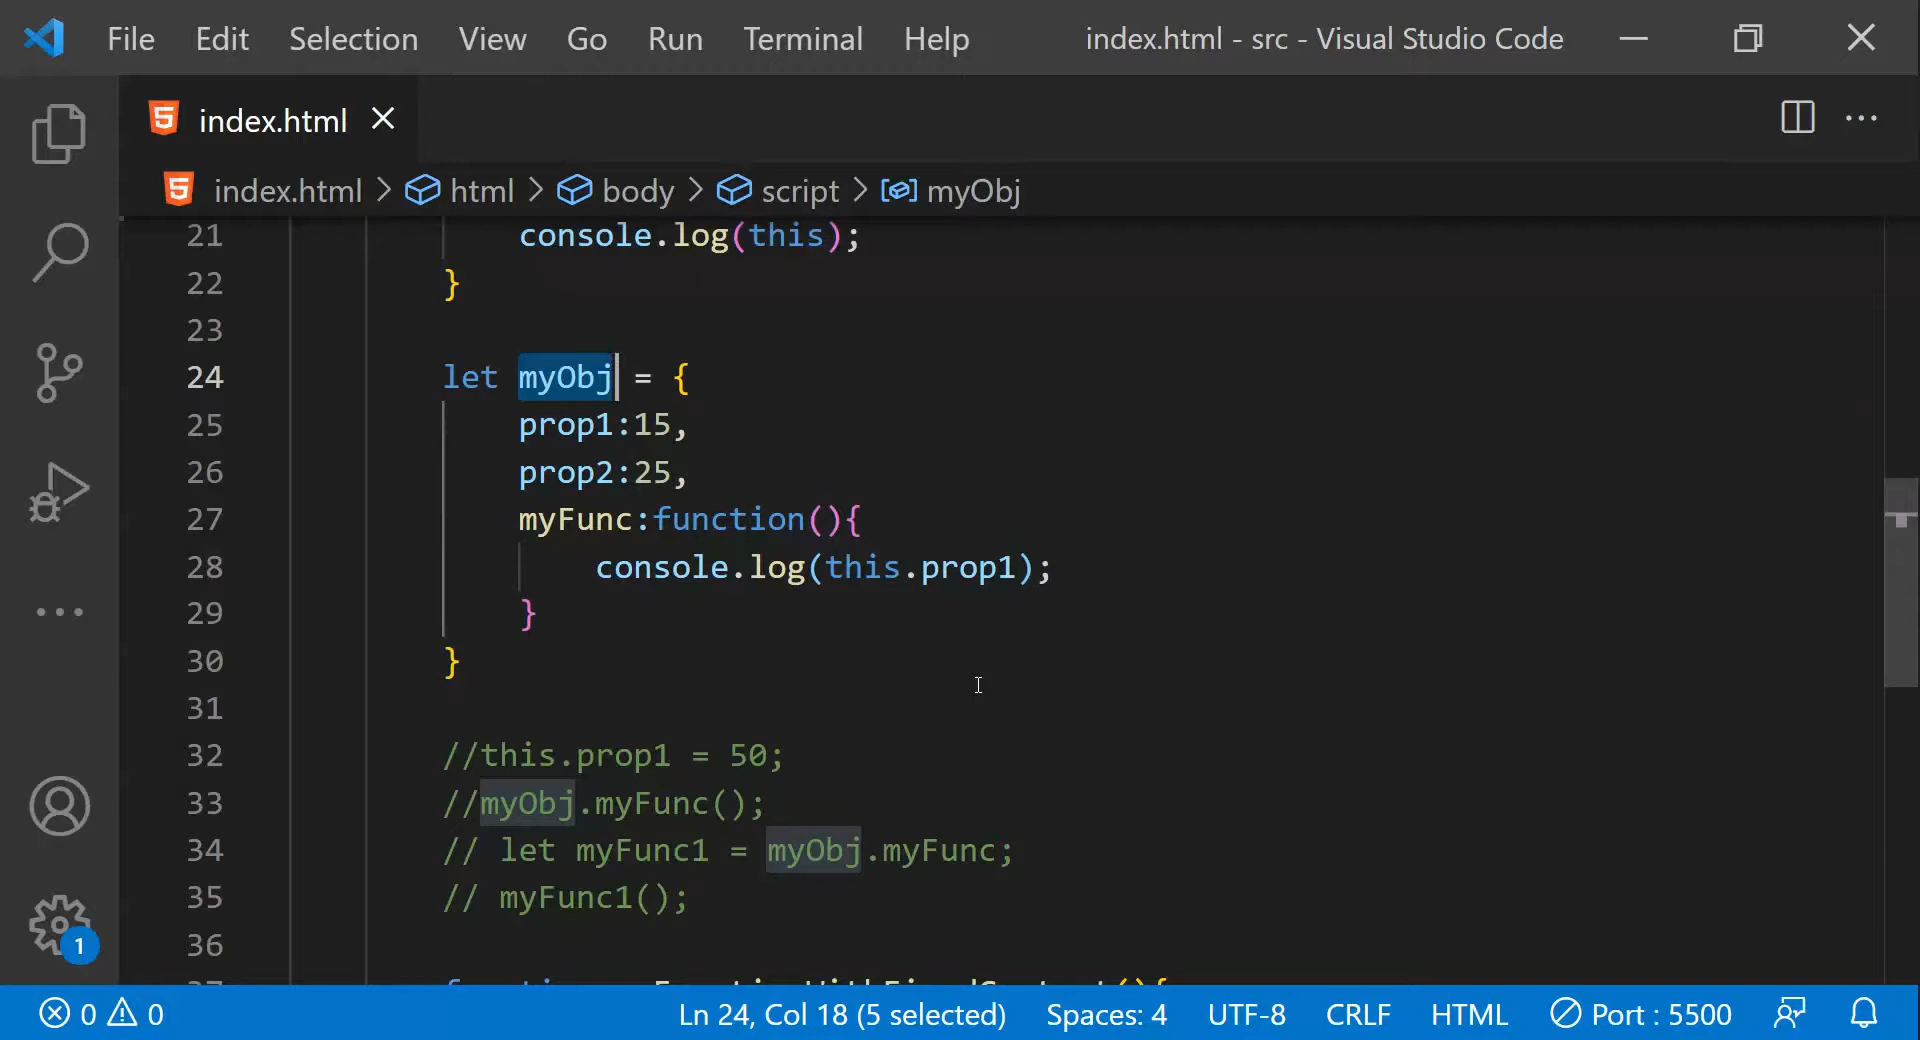 File Edit Selection View Go Run Terminal Help index.html - src - Visual Studio Code
index.html
index.html > html > body > script > myObj
21 console.log(this);
22 }
23
24 let myObj = {
25 prop1:15,
26 prop2:25,
27 myFunc:function(){
28 console.log(this.prop1);
29 }
30 }
31
32 //this.prop1 = 50;
33 //myObj.myFunc();
34 // let myFunc1 = myObj.myFunc;
35 // myFunc1();
36
1
0 0 Ln 24, Col 18 (5 selected) Spaces: 4 UTF-8 CRLF HTML Port : 5500